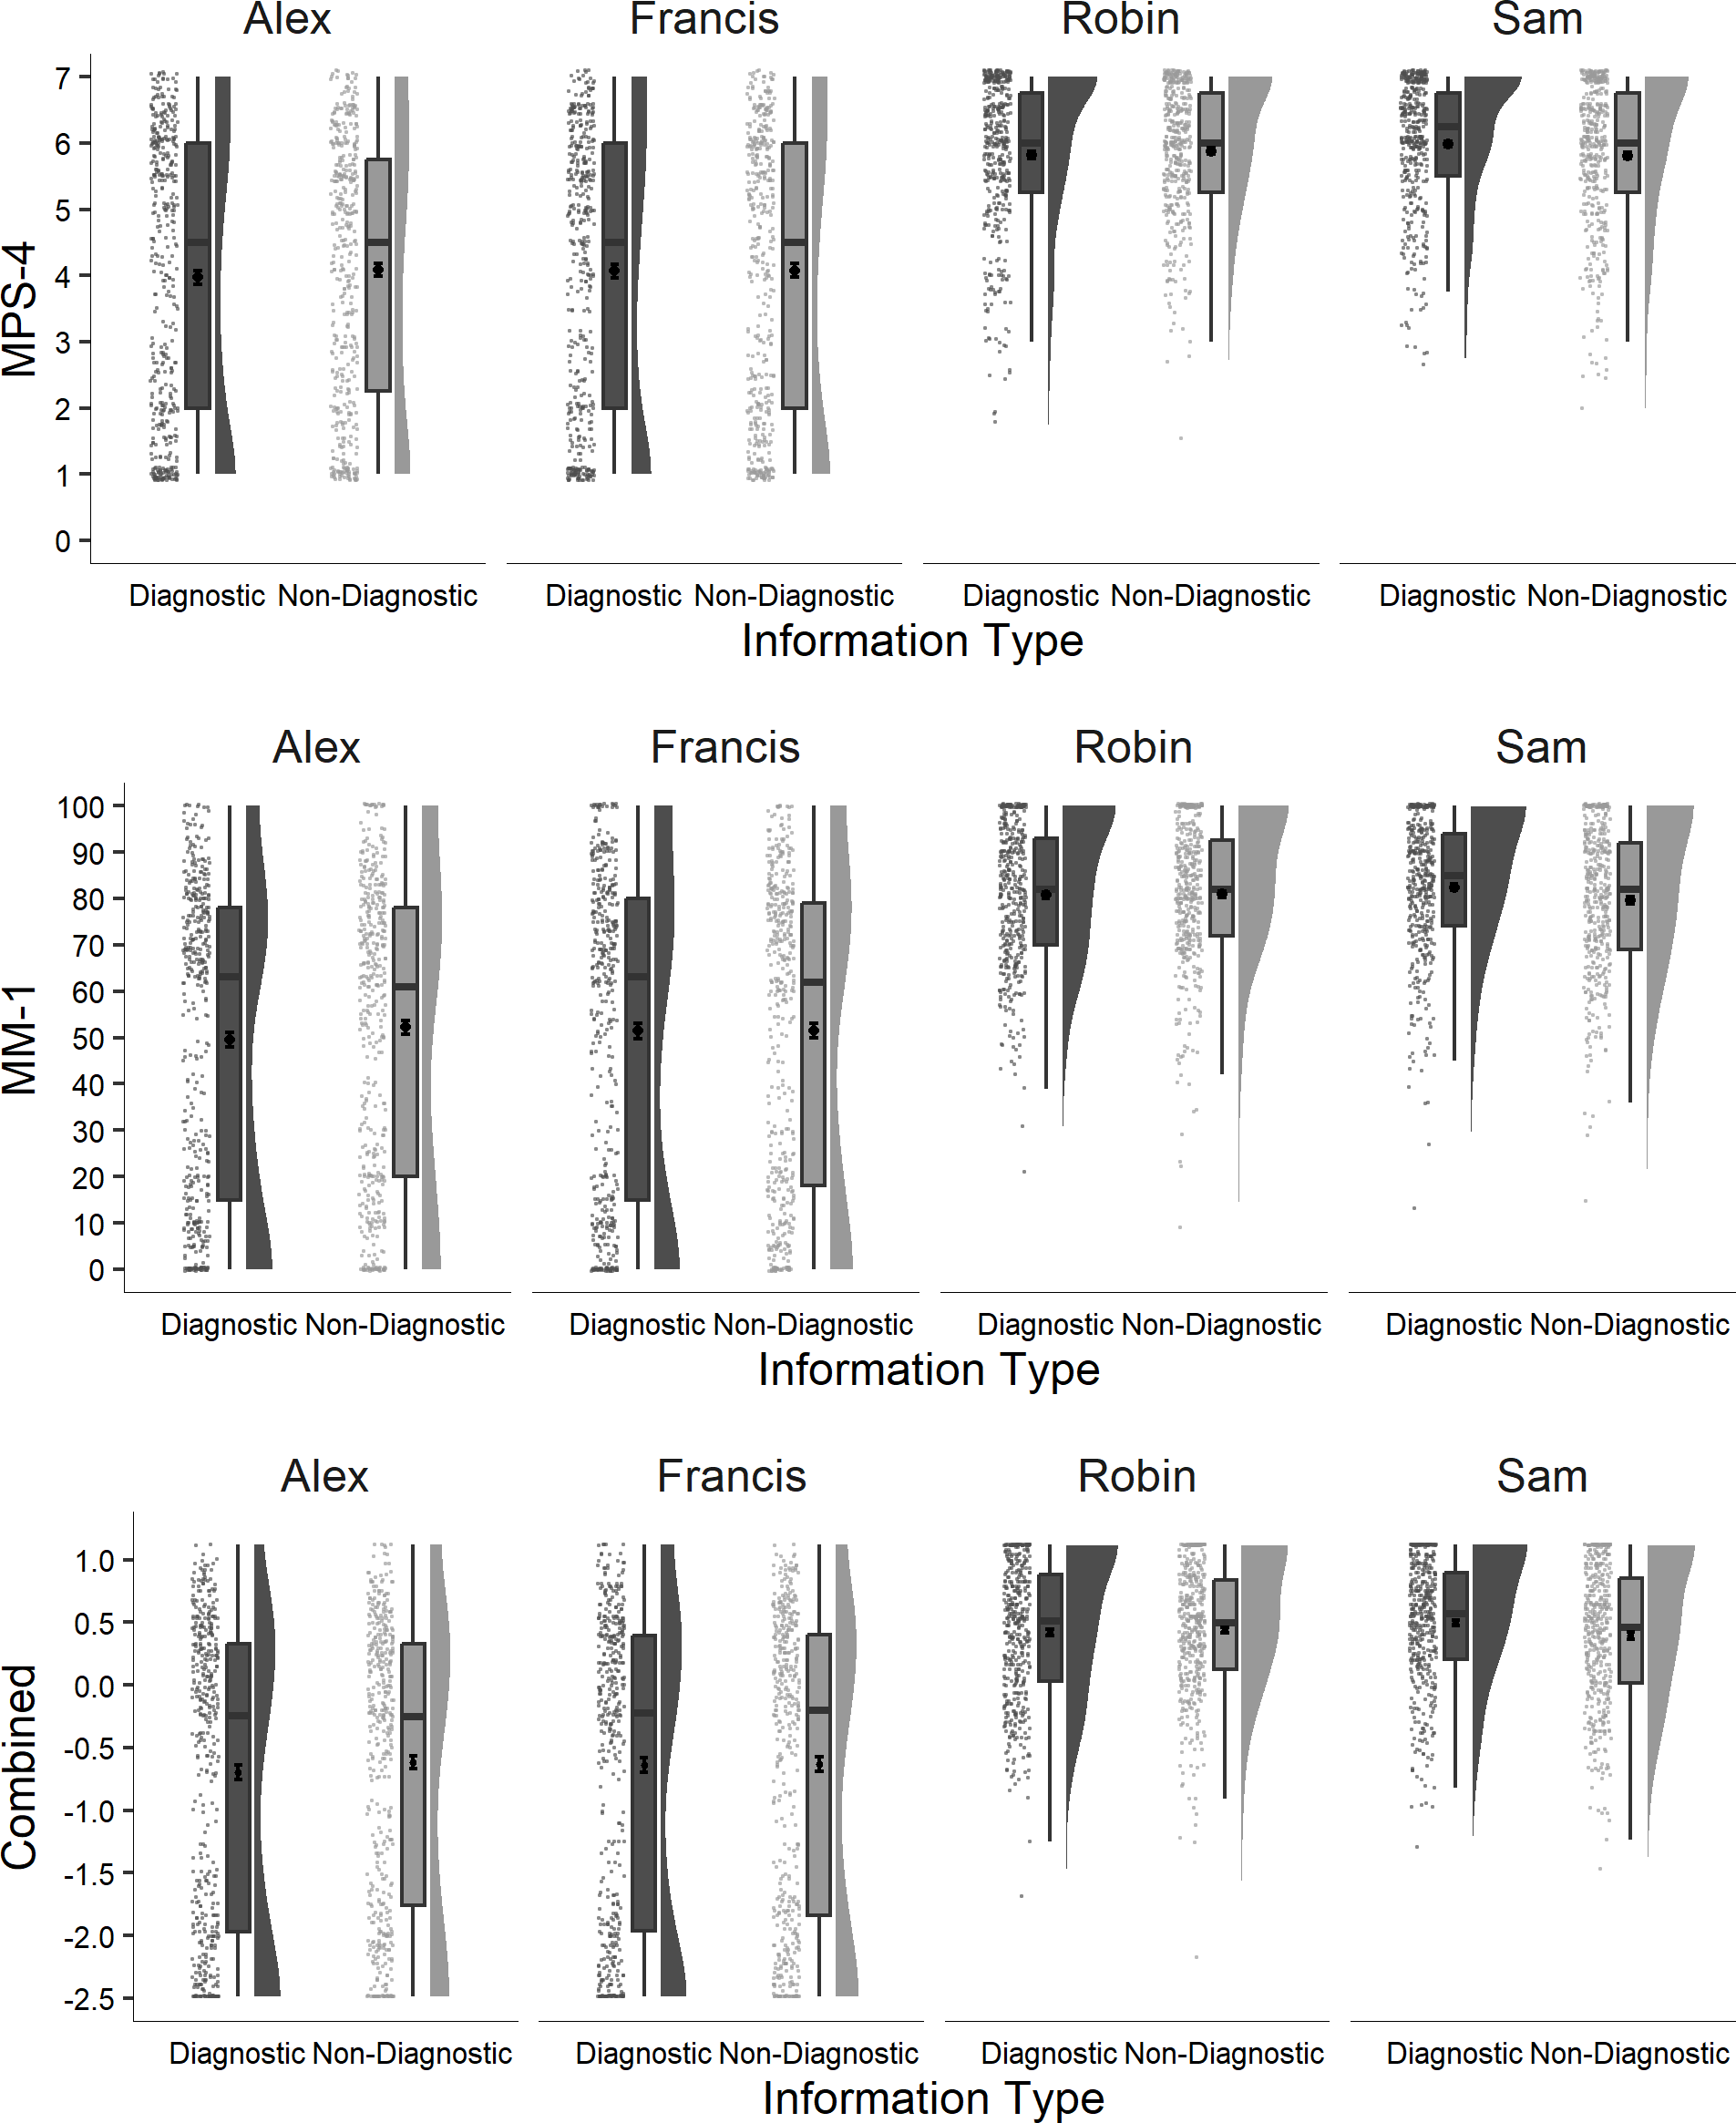 Alex Francis Robin Sam
MPS-4
7
6
5
4
3
2
1
0
Diagnostic Non-Diagnostic Diagnostic Non-Diagnostic Diagnostic Non-Diagnostic Diagnostic Non-Diagnostic
Information Type
Alex Francis Robin Sam
MM-1
100
90
80
70
60
50
40
30
20
10
0
Diagnostic Non-Diagnostic Diagnostic Non-Diagnostic Diagnostic Non-Diagnostic Diagnostic Non-Diagnostic
Information Type
Alex Francis Robin Sam
Combined
1.0
0.5
0.0
-0.5
-1.0
-1.5
-2.0
-2.5
Diagnostic Non-Diagnostic Diagnostic Non-Diagnostic Diagnostic Non-Diagnostic Diagnostic Non-Diagnostic
Information Type